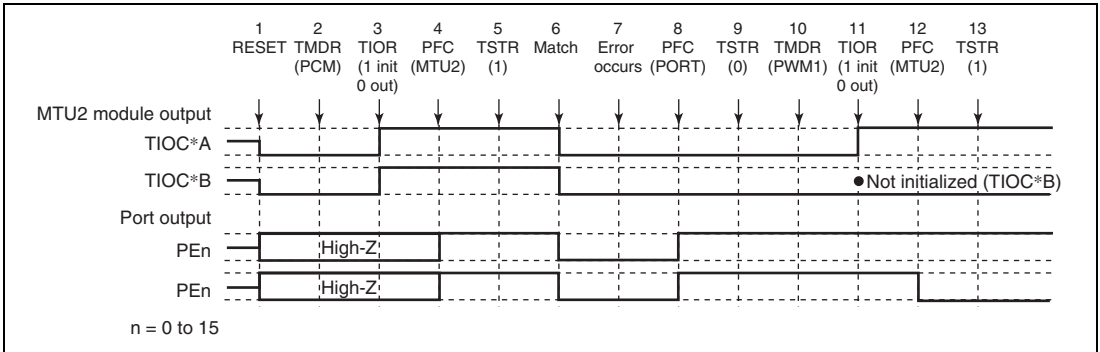 1 2 3 4 5 6 7 8 9 10 11 12 13
RESET TMDR TIOR PFC TSTR Match Error PFC TSTR TMDR TIOR PFC TSTR
(PCM) (1 init (MTU2) (1) occurs (PORT) (0) (PWM1) (1 init (MTU2) (1)
0 out) 0 out)
MTU2 module output
TIOC*A
TIOC*B
●Not initialized (TIOC*B)
Port output
PEn
High-Z
PEn
High-Z
n = 0 to 15